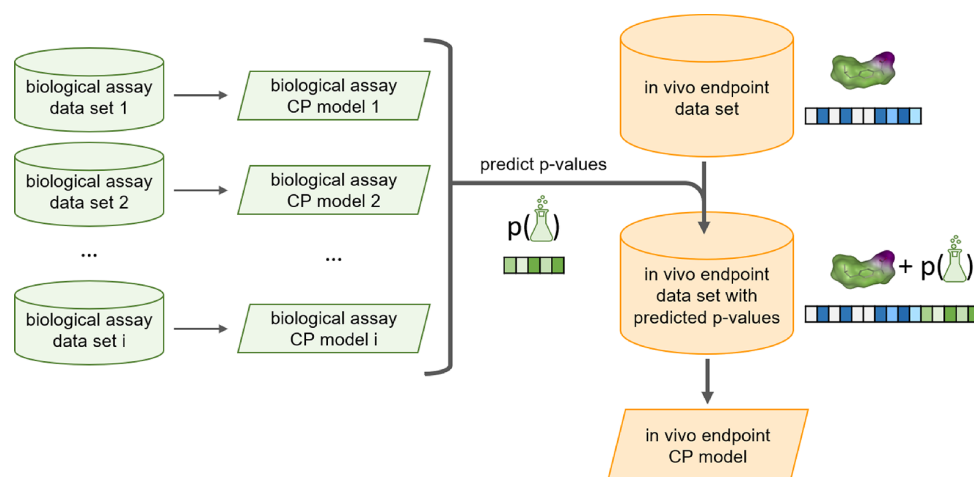 biological assay
data set 1
biological assay
CP model 1
biological assay
data set 2
biological assay
CP model 2
...
...
biological assay
data set i
biological assay
CP model i
predict p-values
p( )
in vivo endpoint
data set
in vivo endpoint
data set with
predicted p-values
+ p( )
in vivo endpoint
CP model